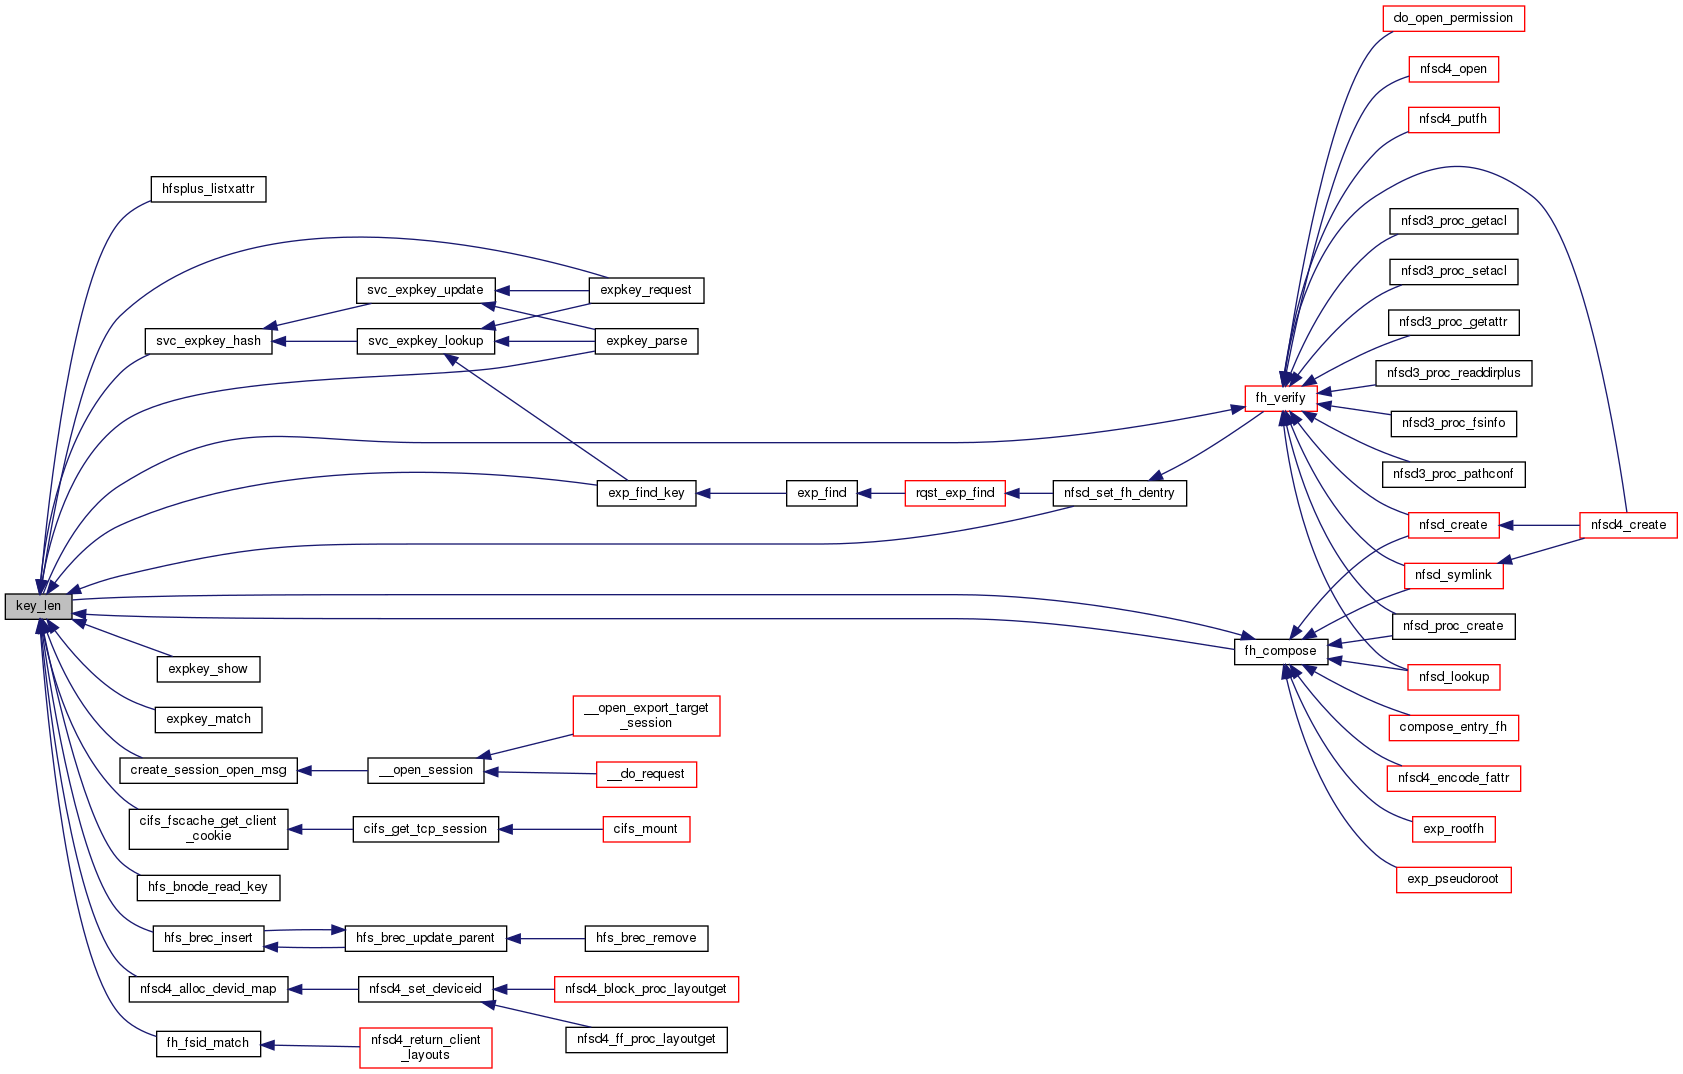 do_open_permission
nfsd4_open
nfsd4_putfh
hfsplus_listxattr
nfsd3_proc_getacl
nfsd3_proc_setacl
svc_expkey_update
expkey_request
nfsd3_proc_getattr
svc_expkey_hash
svc_expkey_lookup
expkey_parse
nfsd3_proc_readdirplus
fh_verify
nfsd3_proc_fsinfo
nfsd3_proc_pathconf
exp_find_key
exp_find
rqst_exp_find
nfsd_set_fh_dentry
nfsd_create
nfsd4_create
nfsd_symlink
key_len
nfsd_proc_create
fh_compose
expkey_show
nfsd_lookup
expkey_match
__open_export_target
_session
compose_entry_fh
create_session_open_msg
__open_session
__do_request
nfsd4_encode_fattr
cifs_fscache_get_client
_cookie
cifs_get_tcp_session
cifs_mount
exp_rootfh
hfs_bnode_read_key
exp_pseudoroot
hfs_brec_insert
hfs_brec_update_parent
hfs_brec_remove
nfsd4_alloc_devid_map
nfsd4_set_deviceid
nfsd4_block_proc_layoutget
fh_fsid_match
nfsd4_return_client
_layouts
nfsd4_ff_proc_layoutget